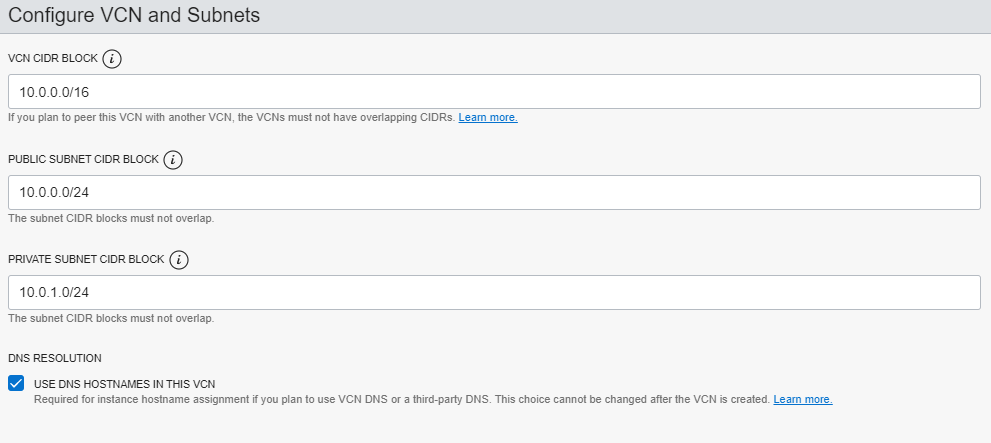 Configure VCN and Subnets
VCN CIDR BLOCK i
10.0.0.0/16
If you plan to peer this VCN with another VCN, the VCNs must not have overlapping CIDRs. Learn more.
PUBLIC SUBNET CIDR BLOCK i
10.0.0.0/24
The subnet CIDR blocks must not overlap.
PRIVATE SUBNET CIDR BLOCK i
10.0.1.0/24
The subnet CIDR blocks must not overlap.
DNS RESOLUTION
USE DNS HOSTNAMES IN THIS VCN
Required for instance hostname assignment if you plan to use VCN DNS or a third-party DNS. This choice cannot be changed after the VCN is created. Learn more.